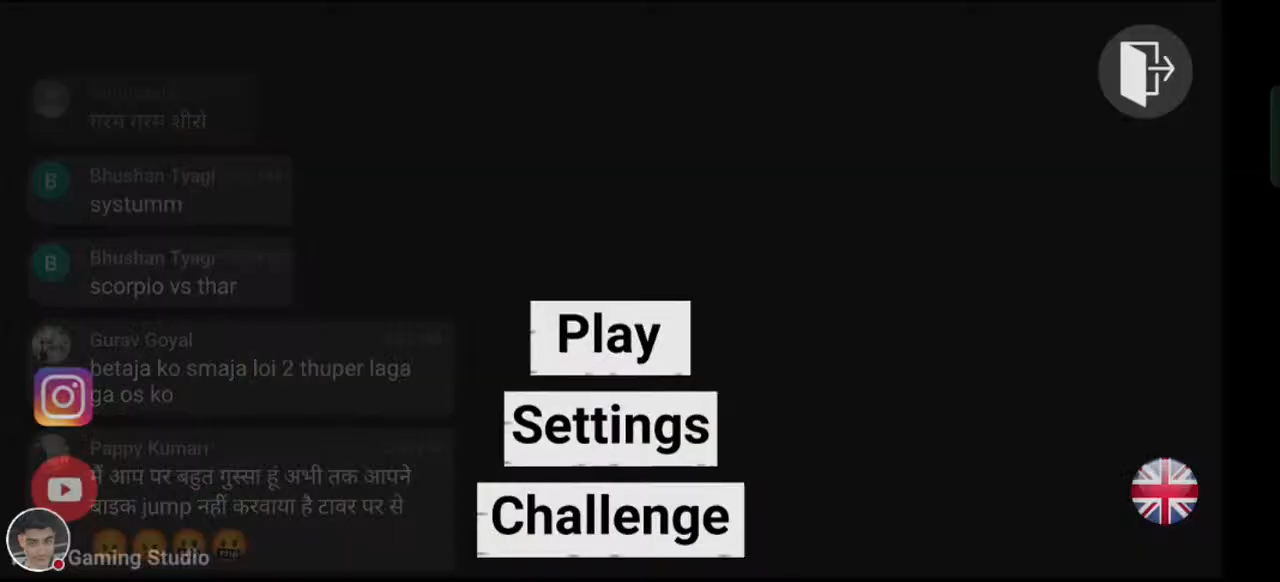 गरम गरम शीरो
B
Bhushan Tyagi
systumm
B
Bhushan Tyagi
scorpio vs thar
Gurav Goyal
betaja ko smaja loi 2 thuper laga
ga os ko
Pappy Kumari
मैं आप पर बहुत गुस्सा हूं अभी तक आपने
बाइक jump नहीं करवाया है टावर पर से
Gaming Studio
Play
Settings
Challenge